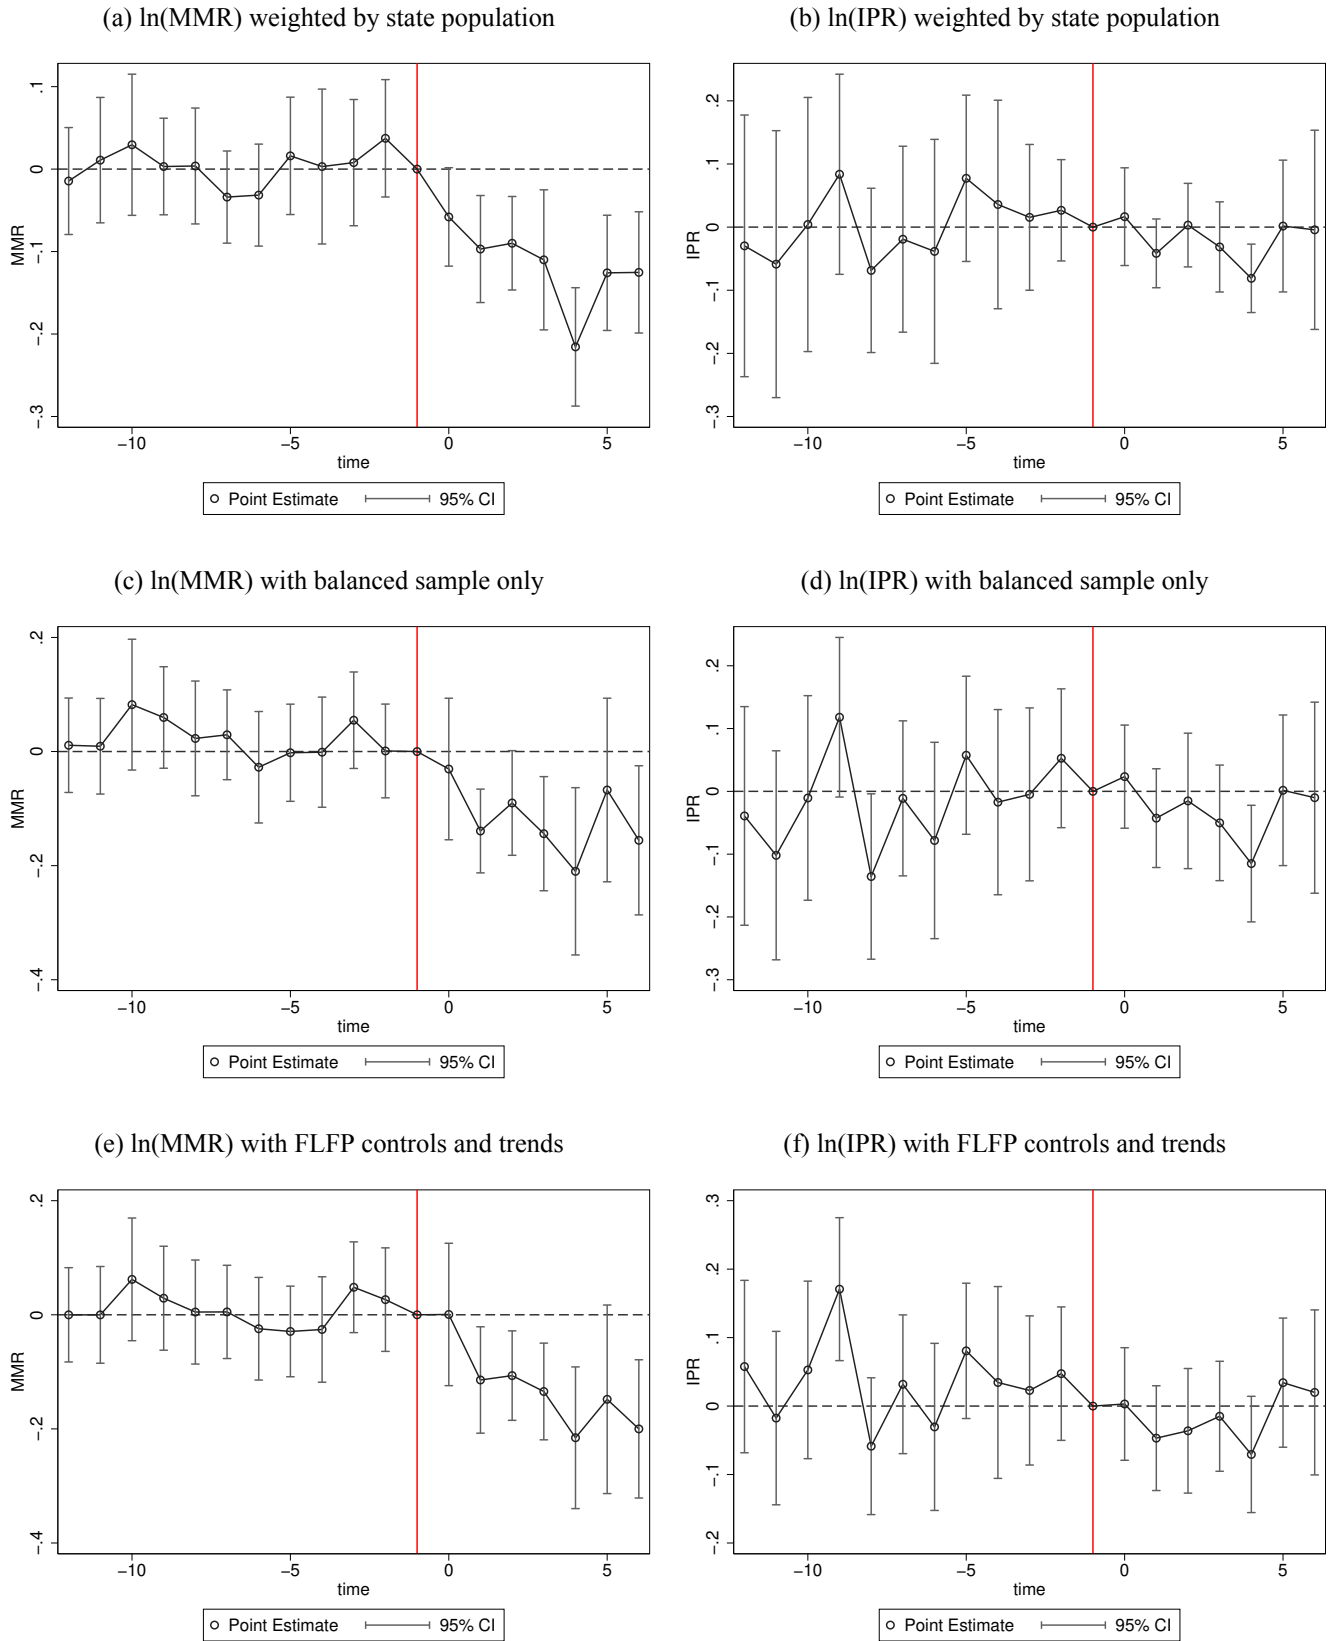 (a) ln(MMR) weighted by state population
.1
0
-.1
-.2
-.3
MMR
-10 -5 0 5
time
Point Estimate 95% CI
(b) ln(IPR) weighted by state population
.2
.1
0
-.1
-.2
-.3
IPR
-10 -5 0 5
time
Point Estimate 95% CI
(c) ln(MMR) with balanced sample only
.2
0
-.2
-.4
MMR
-10 -5 0 5
time
Point Estimate 95% CI
(d) ln(IPR) with balanced sample only
.2
.1
0
-.1
-.2
-.3
IPR
-10 -5 0 5
time
Point Estimate 95% CI
(e) ln(MMR) with FLFP controls and trends
.2
0
-.2
-.4
MMR
-10 -5 0 5
time
Point Estimate 95% CI
(f) ln(IPR) with FLFP controls and trends
.3
.2
.1
0
-.1
-.2
IPR
-10 -5 0 5
time
Point Estimate 95% CI